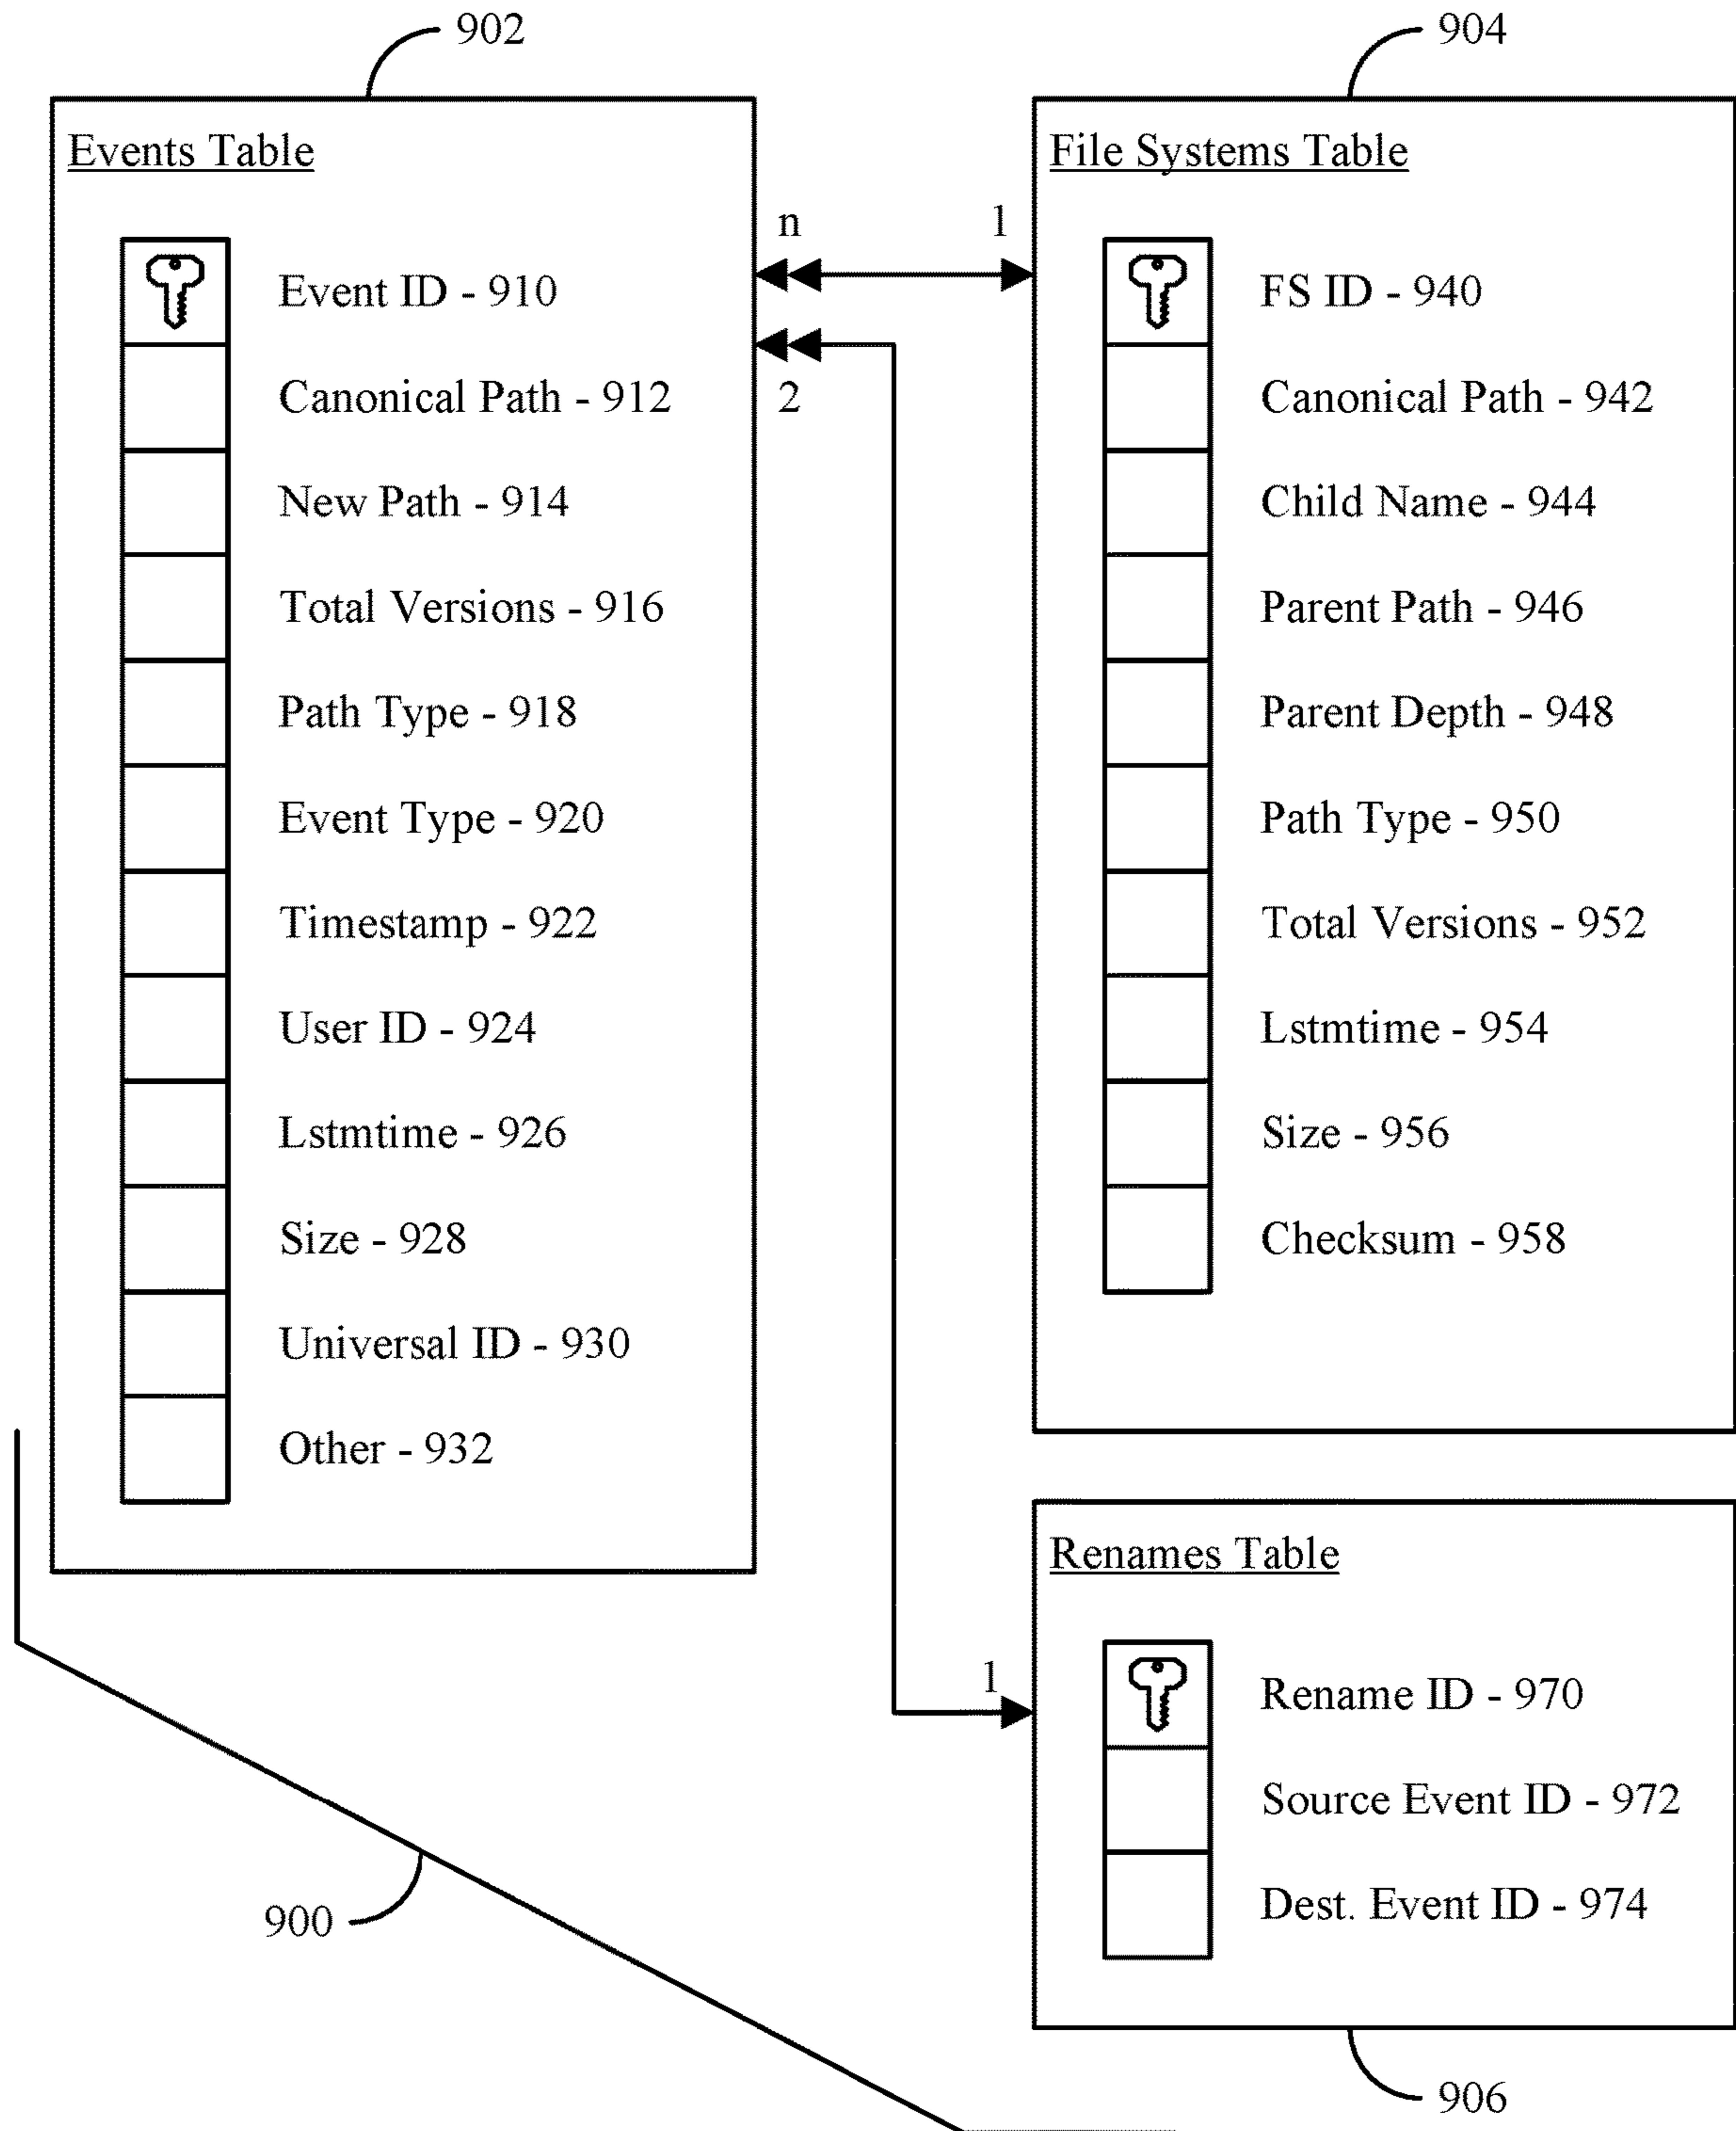 902
Events Table
Event ID - 910
Canonical Path - 912
New Path - 914
Total Versions - 916
Path Type - 918
Event Type - 920
Timestamp - 922
User ID - 924
Lstmtime - 926
Size - 928
Universal ID - 930
Other - 932
n
1
2
1
904
File Systems Table
FS ID - 940
Canonical Path - 942
Child Name - 944
Parent Path - 946
Parent Depth - 948
Path Type - 950
Total Versions - 952
Lstmtime - 954
Size - 956
Checksum - 958
Renames Table
Rename ID - 970
Source Event ID - 972
Dest. Event ID - 974
906
900